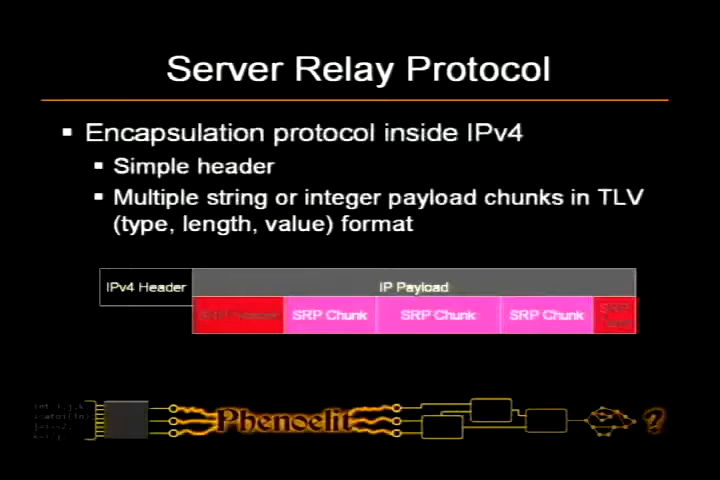 Server Relay Protocol
Encapsulation protocol inside IPv4
Simple header
Multiple string or integer payload chunks in TLV
(type, length, value) format
IPv4 Header
IP Payload
SRP Chunk
SRP Chunk
SRP Chunk
Phenoelit
?